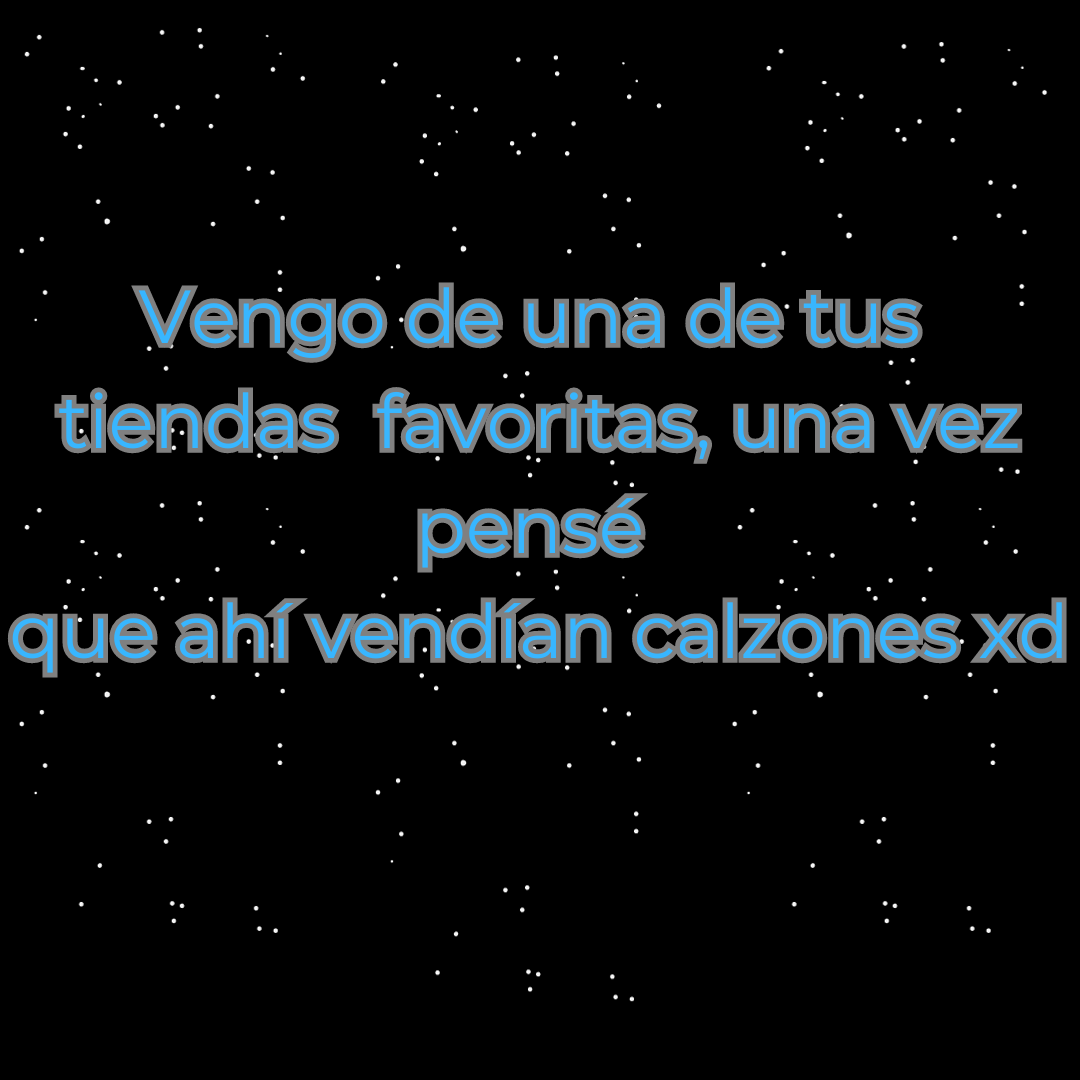 Vengo de una de tus
tiendas  favoritas, una vez
pensé
que ahí vendían calzones xd